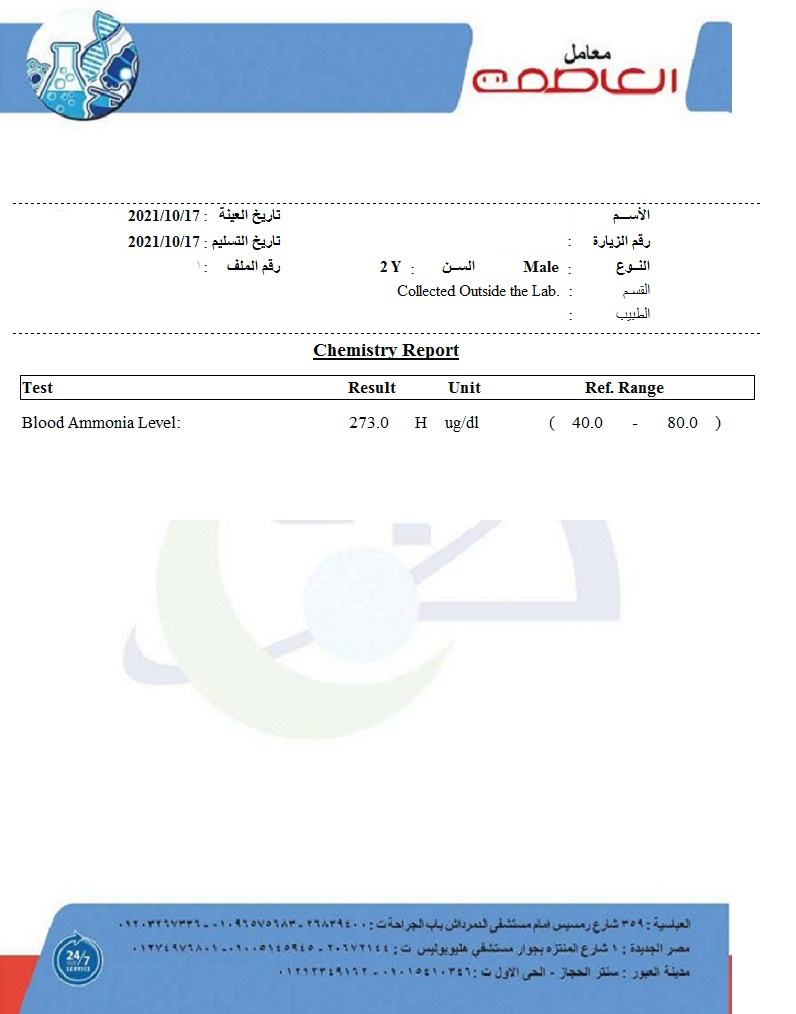 معامل
العاصمة
الأســم
تاريخ العينة : 2021/10/17
رقم الزيارة :
تاريخ التسليم : 2021/10/17
النــوع : Male السـن : 2 Y
رقم الملف : ١
القسم : Collected Outside the Lab.
الطبيب :
Chemistry Report
Test Result Unit Ref. Range
Blood Ammonia Level: 273.0 H ug/dl ( 40.0 - 80.0 )
العباسية : ٣٥٩ شارع رمسيس امام مستشفى الدمرداش باب الجراحة ت : ٢٦٨٣٩٤٠٠ - ٠١٠٩٦٥٧٥٦٨٣ - ٠١٢٠٣٢٦٧٣٣٦
مصر الجديدة : ١ شارع المنتزه بجوار مستشفي هليوبوليس ت : ٢٠٦٧٢١٤٤ - ٠١٠٠٥١٤٥٩٤٥ - ٠١٢٧٤٩٧٦٨٠١
مدينة العبور : سنتر الحجاز - الحى الاول ت : ٠١٠١٥٤١٠٣٤٦ - ٠١٢١٢٣٤٩١٦٢
24/7
SERVICE